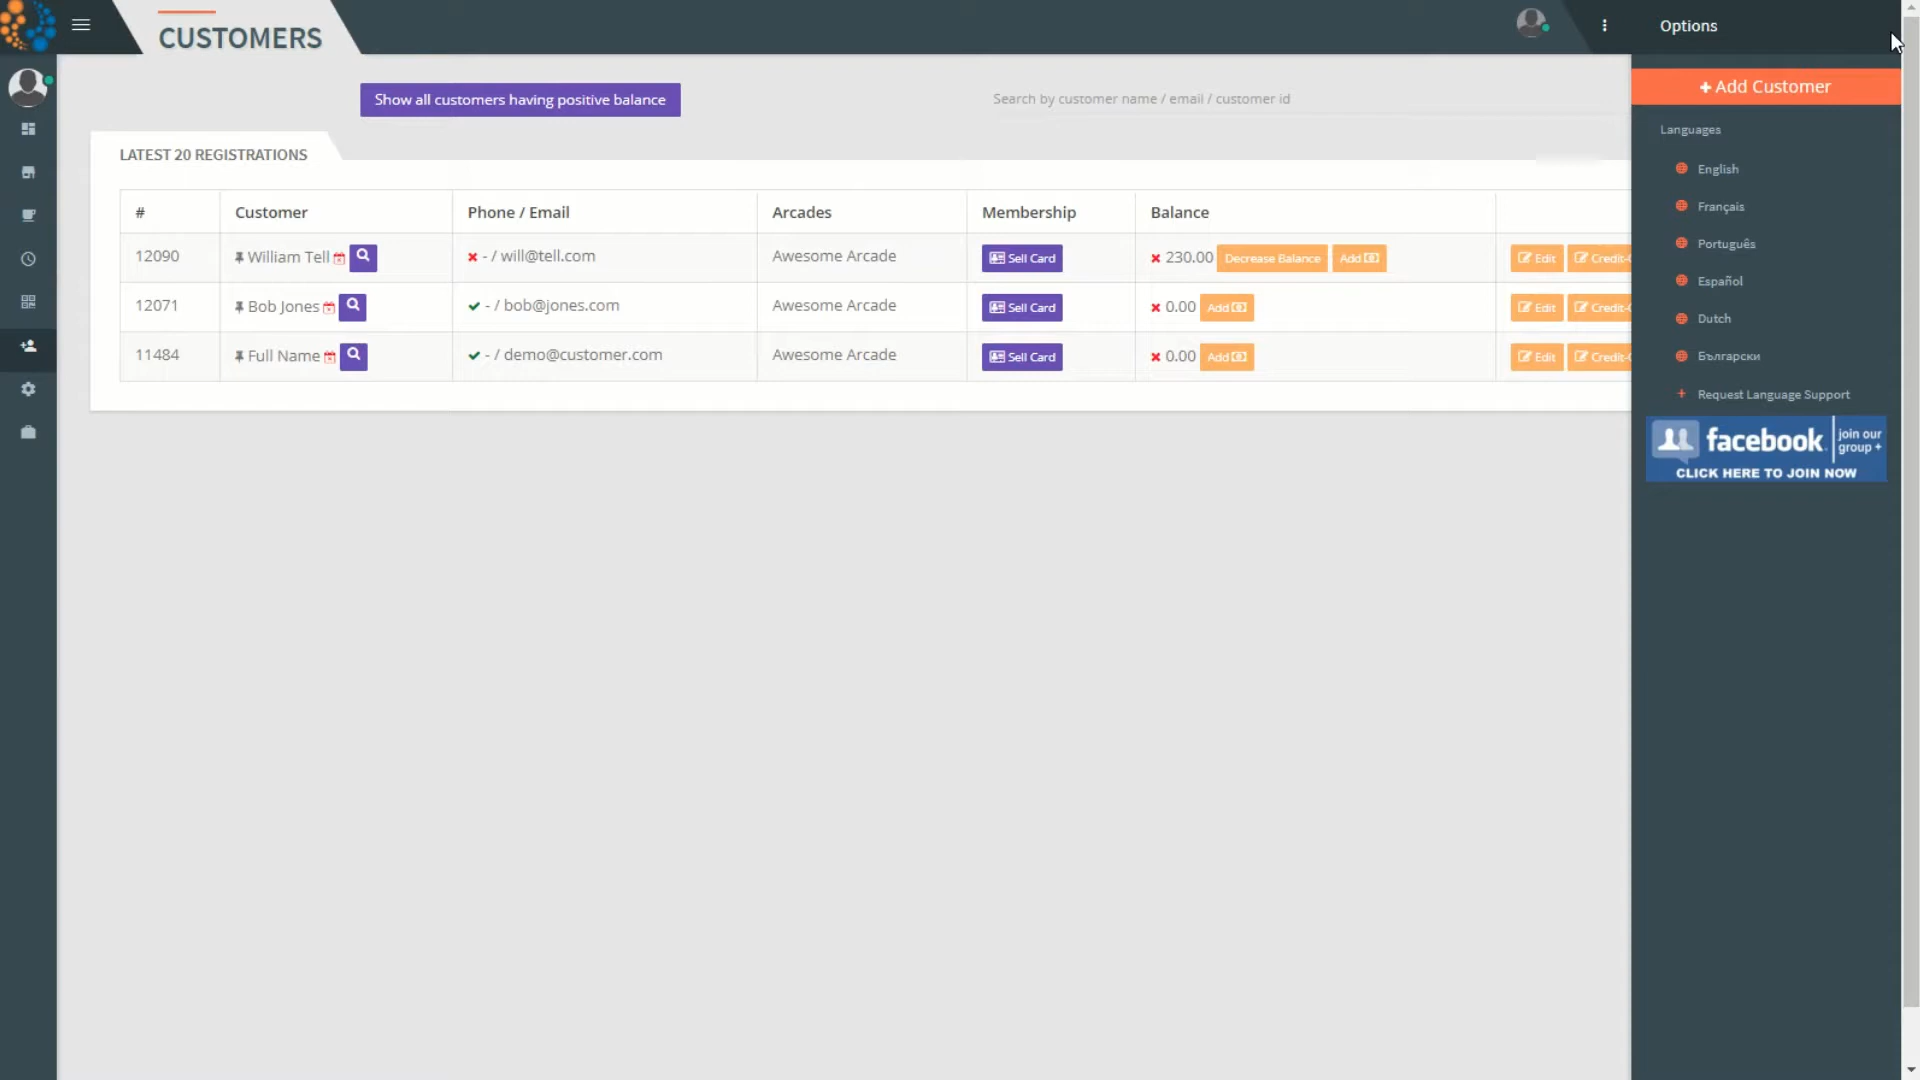 CUSTOMERS
Options
Show all customers having positive balance
Search by customer name / email / customer id
+ Add Customer
Languages
English
Français
Português
Español
Dutch
Български
+ Request Language Support
facebook join our group +
CLICK HERE TO JOIN NOW
LATEST 20 REGISTRATIONS
# Customer Phone / Email Arcades Membership Balance
12090 William Tell - / will@tell.com Awesome Arcade Sell Card 230.00 Decrease Balance Add Edit Credit-
12071 Bob Jones - / bob@jones.com Awesome Arcade Sell Card 0.00 Add Edit Credit-
11484 Full Name - / demo@customer.com Awesome Arcade Sell Card 0.00 Add Edit Credit-